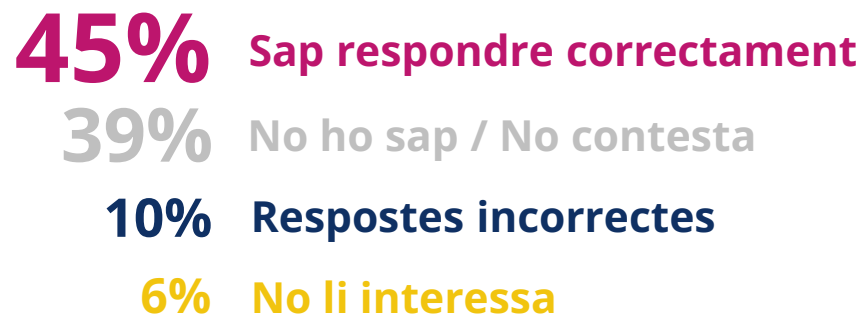 45% Sap respondre correctament
39% No ho sap / No contesta
10% Respostes incorrectes
6% No li interessa